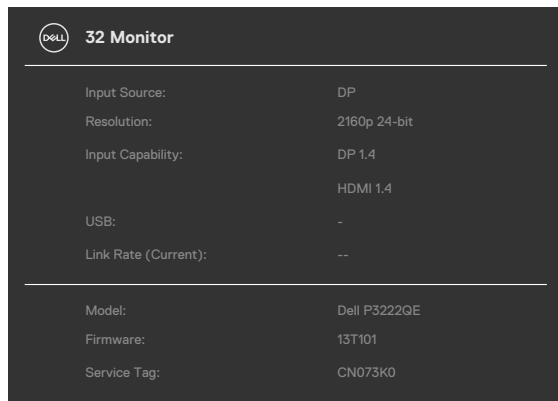 DELL 32 Monitor
Input Source: DP
Resolution: 2160p 24-bit
Input Capability: DP 1.4
HDMI 1.4
USB: -
Link Rate (Current): --
Model: Dell P3222QE
Firmware: 13T101
Service Tag: CN073K0